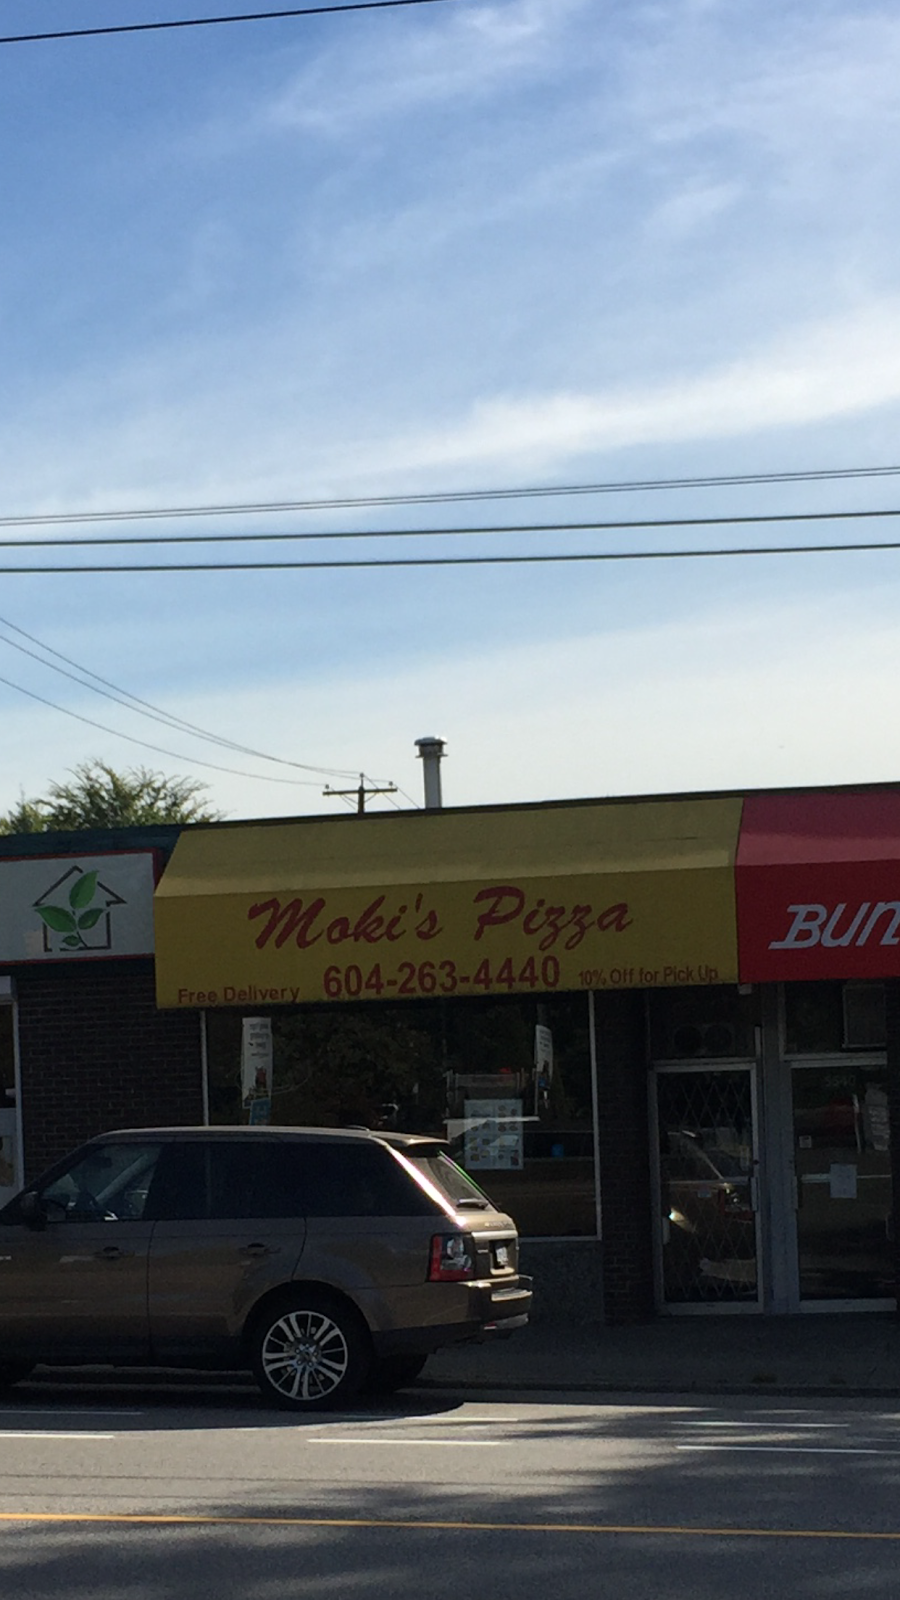 Moki's Pizza
Free Delivery 604-263-4440 10% Off for Pick Up
BUN